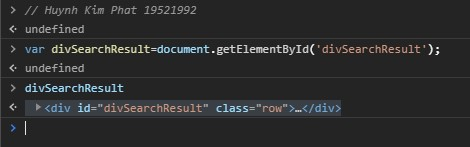 > // Huynh Kim Phat 19521992
<· undefined
> var divSearchResult=document.getElementById('divSearchResult');
<· undefined
> divSearchResult
<· ▶<div id="divSearchResult" class="row">…</div>
>